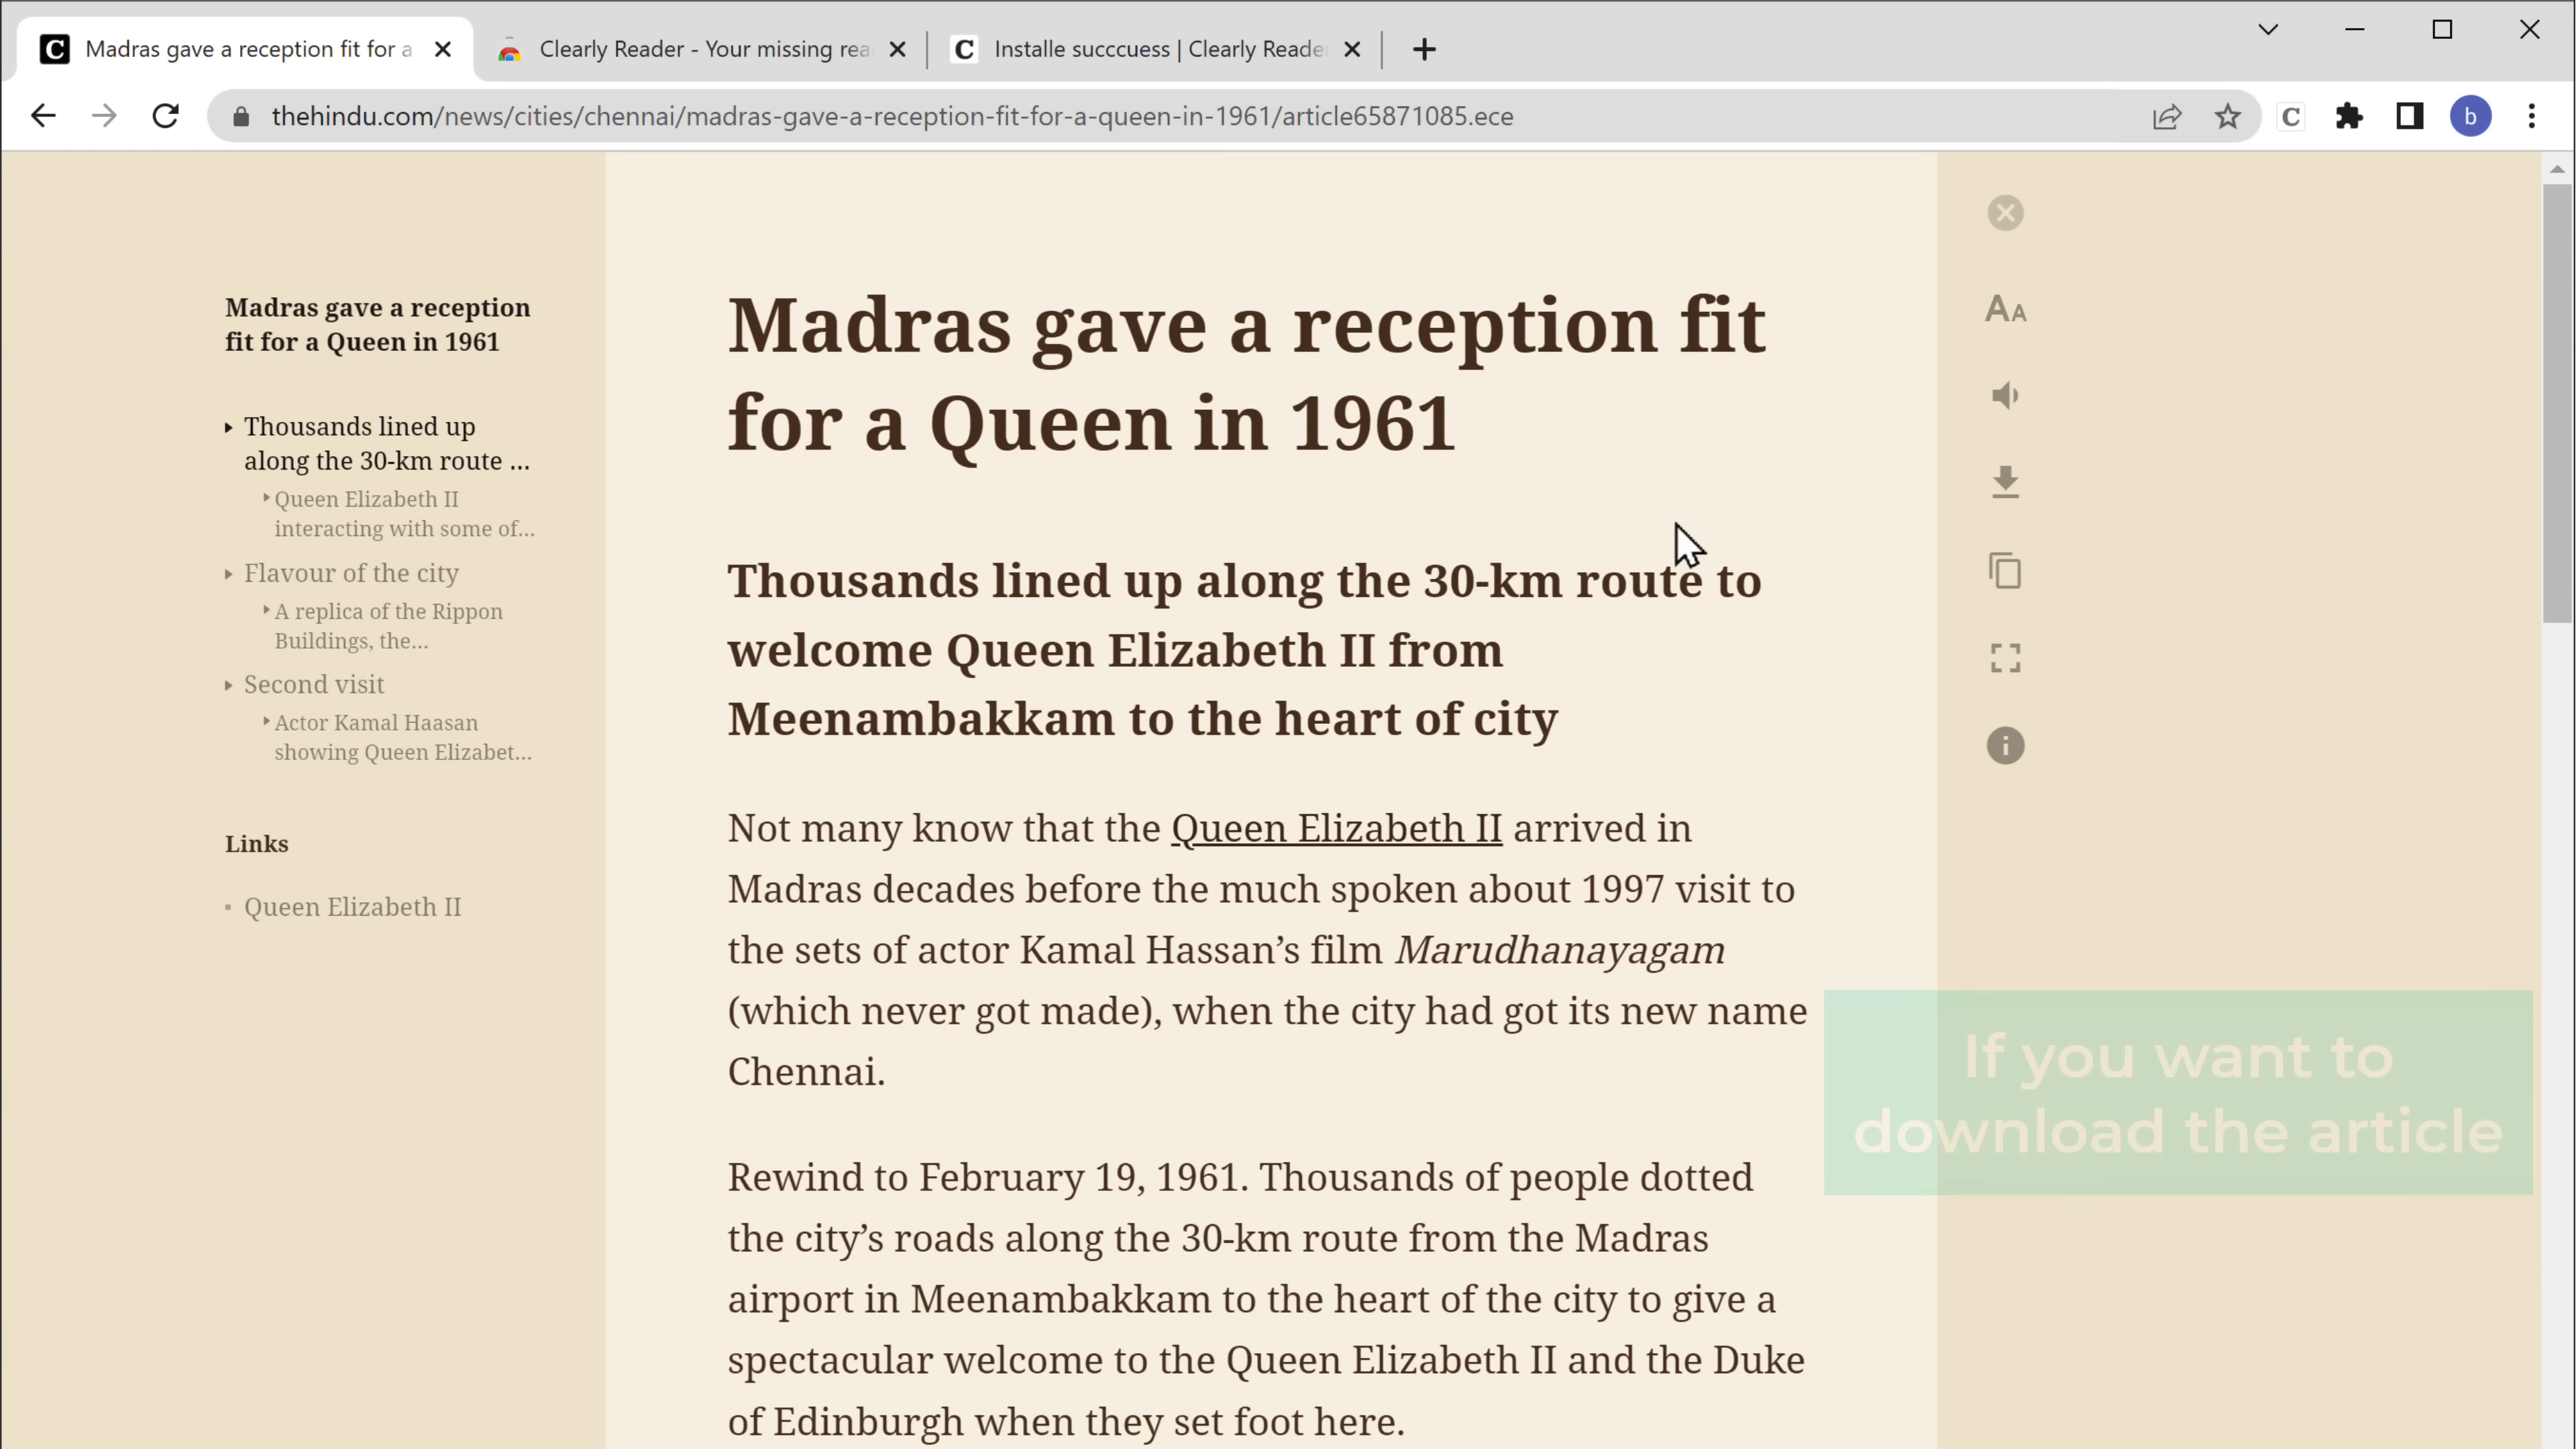 Madras gave a reception fit for a
Clearly Reader - Your missing rea
Installe succcuess | Clearly Reade
thehindu.com/news/cities/chennai/madras-gave-a-reception-fit-for-a-queen-in-1961/article65871085.ece
C
b
Madras gave a reception
fit for a Queen in 1961
Thousands lined up
along the 30-km route ...
Queen Elizabeth II
interacting with some of...
Flavour of the city
A replica of the Rippon
Buildings, the...
Second visit
Actor Kamal Haasan
showing Queen Elizabet...
Links
Queen Elizabeth II
Madras gave a reception fit
for a Queen in 1961
Thousands lined up along the 30-km route to
welcome Queen Elizabeth II from
Meenambakkam to the heart of city
Not many know that the Queen Elizabeth II arrived in
Madras decades before the much spoken about 1997 visit to
the sets of actor Kamal Hassan’s film Marudhanayagam
(which never got made), when the city had got its new name
Chennai.
Rewind to February 19, 1961. Thousands of people dotted
the city’s roads along the 30-km route from the Madras
airport in Meenambakkam to the heart of the city to give a
spectacular welcome to the Queen Elizabeth II and the Duke
of Edinburgh when they set foot here.
AA
If you want to
download the article